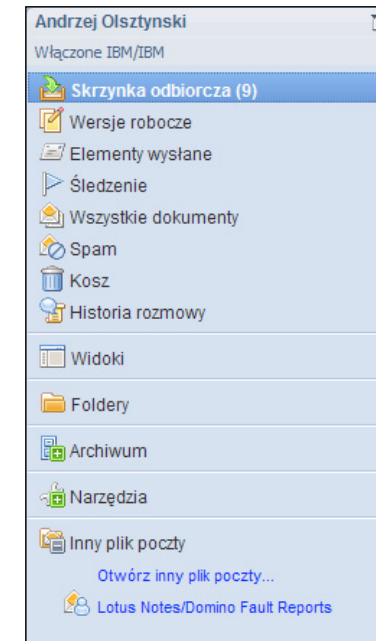 Andrzej Olsztynski
Włączone IBM/IBM
Skrzynka odbiorcza (9)
Wersje robocze
Elementy wysłane
Śledzenie
Wszystkie dokumenty
Spam
Kosz
Historia rozmowy
Widoki
Foldery
Archiwum
Narzędzia
Inny plik poczty
Otwórz inny plik poczty...
Lotus Notes/Domino Fault Reports